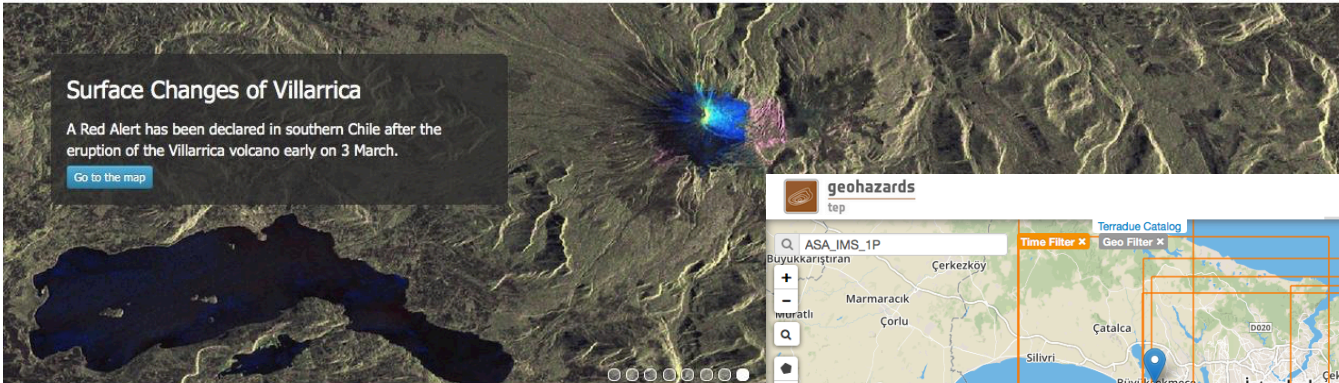 Surface Changes of Villarrica
A Red Alert has been declared in southern Chile after the
eruption of the Villarrica volcano early on 3 March.
Go to the map
geohazards
tep
Terradue Catalog
ASA_IMS_1P
Time Filter ×
Geo Filter ×
Büyükkarıştıran
Çerkezköy
+
−
Marmaracık
Muratlı
Çorlu
Çatalca
D020
Silivri